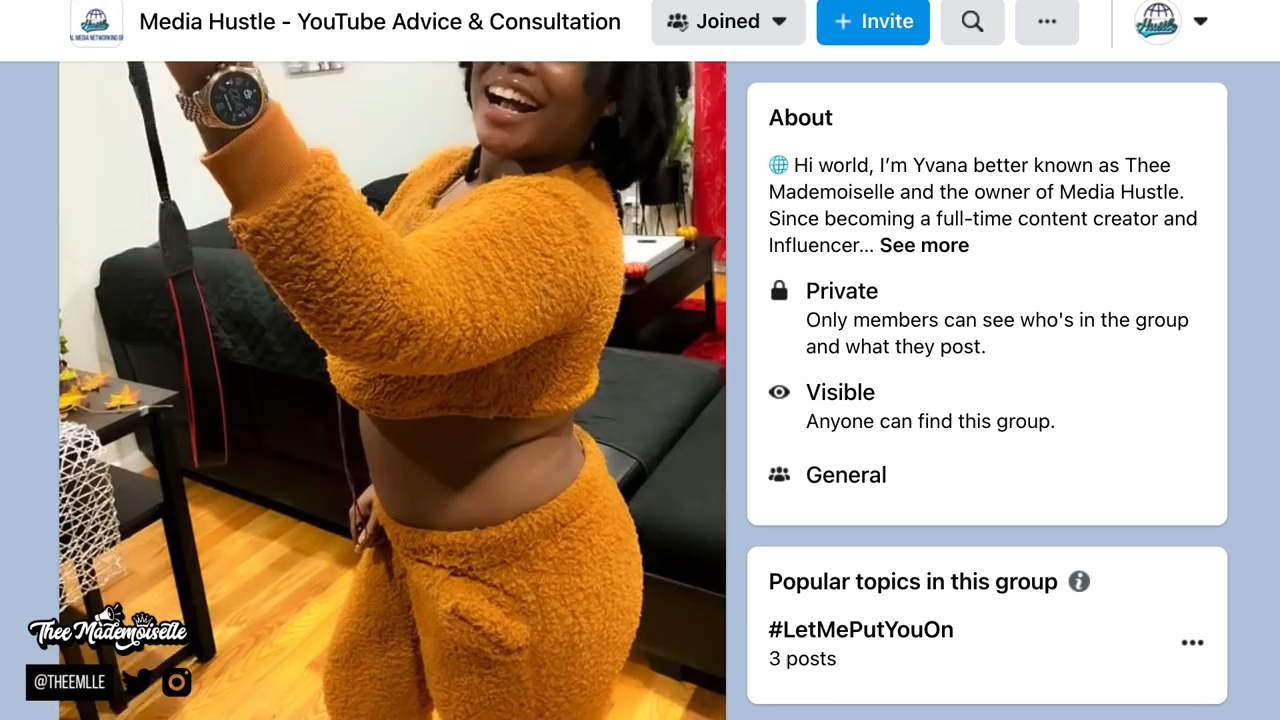 Media Hustle - YouTube Advice & Consultation
Joined
+ Invite
About
Hi world, I'm Yvana better known as Thee
Mademoiselle and the owner of Media Hustle.
Since becoming a full-time content creator and
Influencer... See more
Private
Only members can see who's in the group
and what they post.
Visible
Anyone can find this group.
General
Popular topics in this group
#LetMePutYouOn
3 posts
Thee Mademoiselle
@THEEMLLE